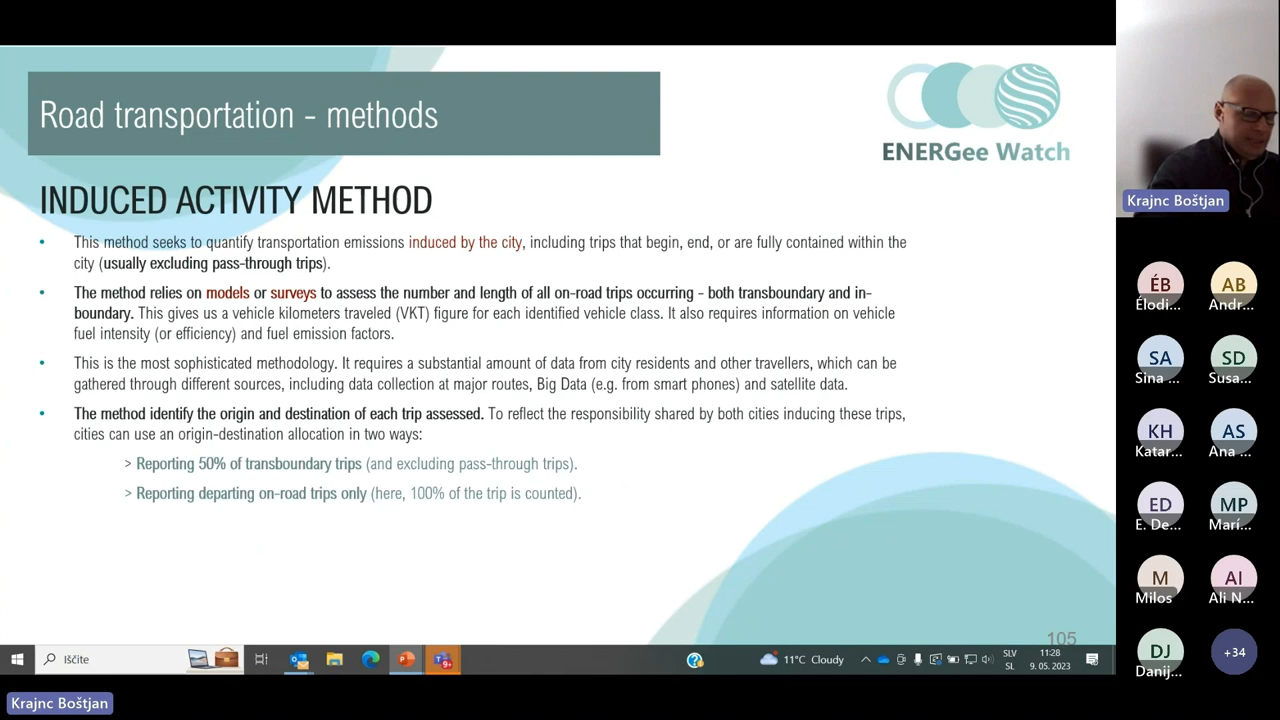 Road transportation - methods
ENERGee Watch
INDUCED ACTIVITY METHOD
• This method seeks to quantify transportation emissions induced by the city, including trips that begin, end, or are fully contained within the
city (usually excluding pass-through trips).
• The method relies on models or surveys to assess the number and length of all on-road trips occurring - both transboundary and in-
boundary. This gives us a vehicle kilometers traveled (VKT) figure for each identified vehicle class. It also requires information on vehicle
fuel intensity (or efficiency) and fuel emission factors.
• This is the most sophisticated methodology. It requires a substantial amount of data from city residents and other travellers, which can be
gathered through different sources, including data collection at major routes, Big Data (e.g. from smart phones) and satellite data.
• The method identify the origin and destination of each trip assessed. To reflect the responsibility shared by both cities inducing these trips,
cities can use an origin-destination allocation in two ways:
> Reporting 50% of transboundary trips (and excluding pass-through trips).
> Reporting departing on-road trips only (here, 100% of the trip is counted).
105
Iščite
9+
11°C Cloudy
SLV
SL
11:28
9. 05. 2023
Krajnc Boštjan
Krajnc Boštjan
ÉB
Élodi...
AB
Andr...
SA
Sina ...
SD
Susa...
KH
Katar...
AS
Ana ...
ED
E. De...
MP
Marí...
M
Milos
AI
Ali N...
DJ
Danij...
+34